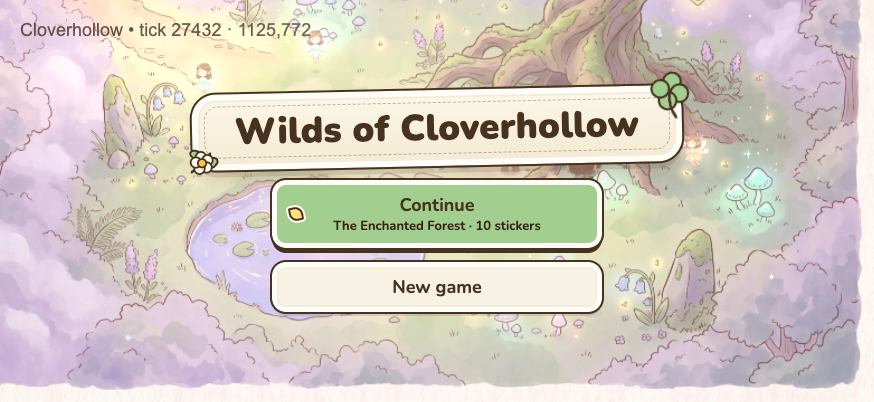 Cloverhollow • tick 27432 · 1125,772
Wilds of Cloverhollow
Continue
The Enchanted Forest · 10 stickers
New game